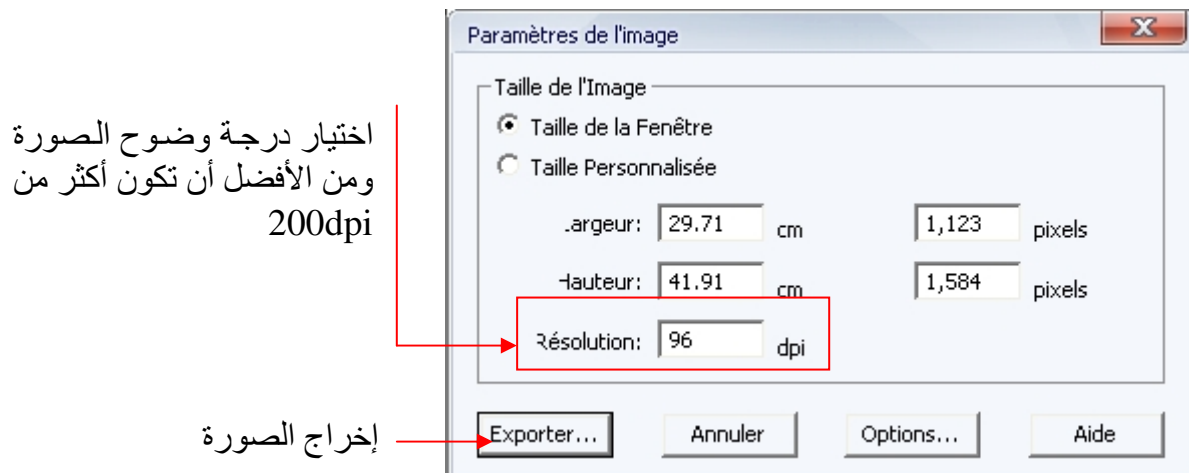 Paramètres de l'image
Taille de l'Image
Taille de la Fenêtre
Taille Personnalisée
.argeur: 29.71 cm 1,123 pixels
Hauteur: 41.91 cm 1,584 pixels
Résolution: 96 dpi
Exporter... Annuler Options... Aide
اختيار درجة وضوح الصورة
ومن الأفضل أن تكون أكثر من
200dpi
إخراج الصورة